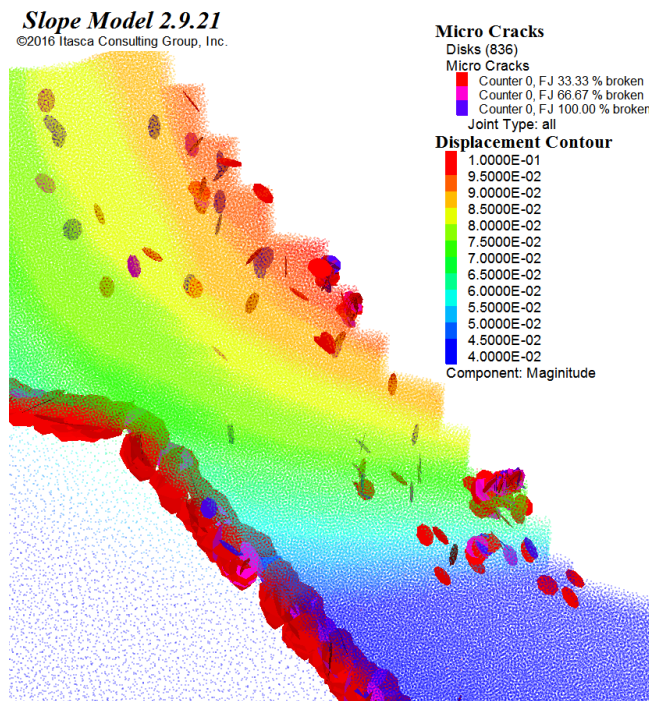 Slope Model 2.9.21
©2016 Itasca Consulting Group, Inc.
Micro Cracks
Disks (836)
Micro Cracks
Counter 0, FJ 33.33 % broken
Counter 0, FJ 66.67 % broken
Counter 0, FJ 100.00 % broken
Joint Type: all
Displacement Contour
1.0000E-01
9.5000E-02
9.0000E-02
8.5000E-02
8.0000E-02
7.5000E-02
7.0000E-02
6.5000E-02
6.0000E-02
5.5000E-02
5.0000E-02
4.5000E-02
4.0000E-02
Component: Maginitude